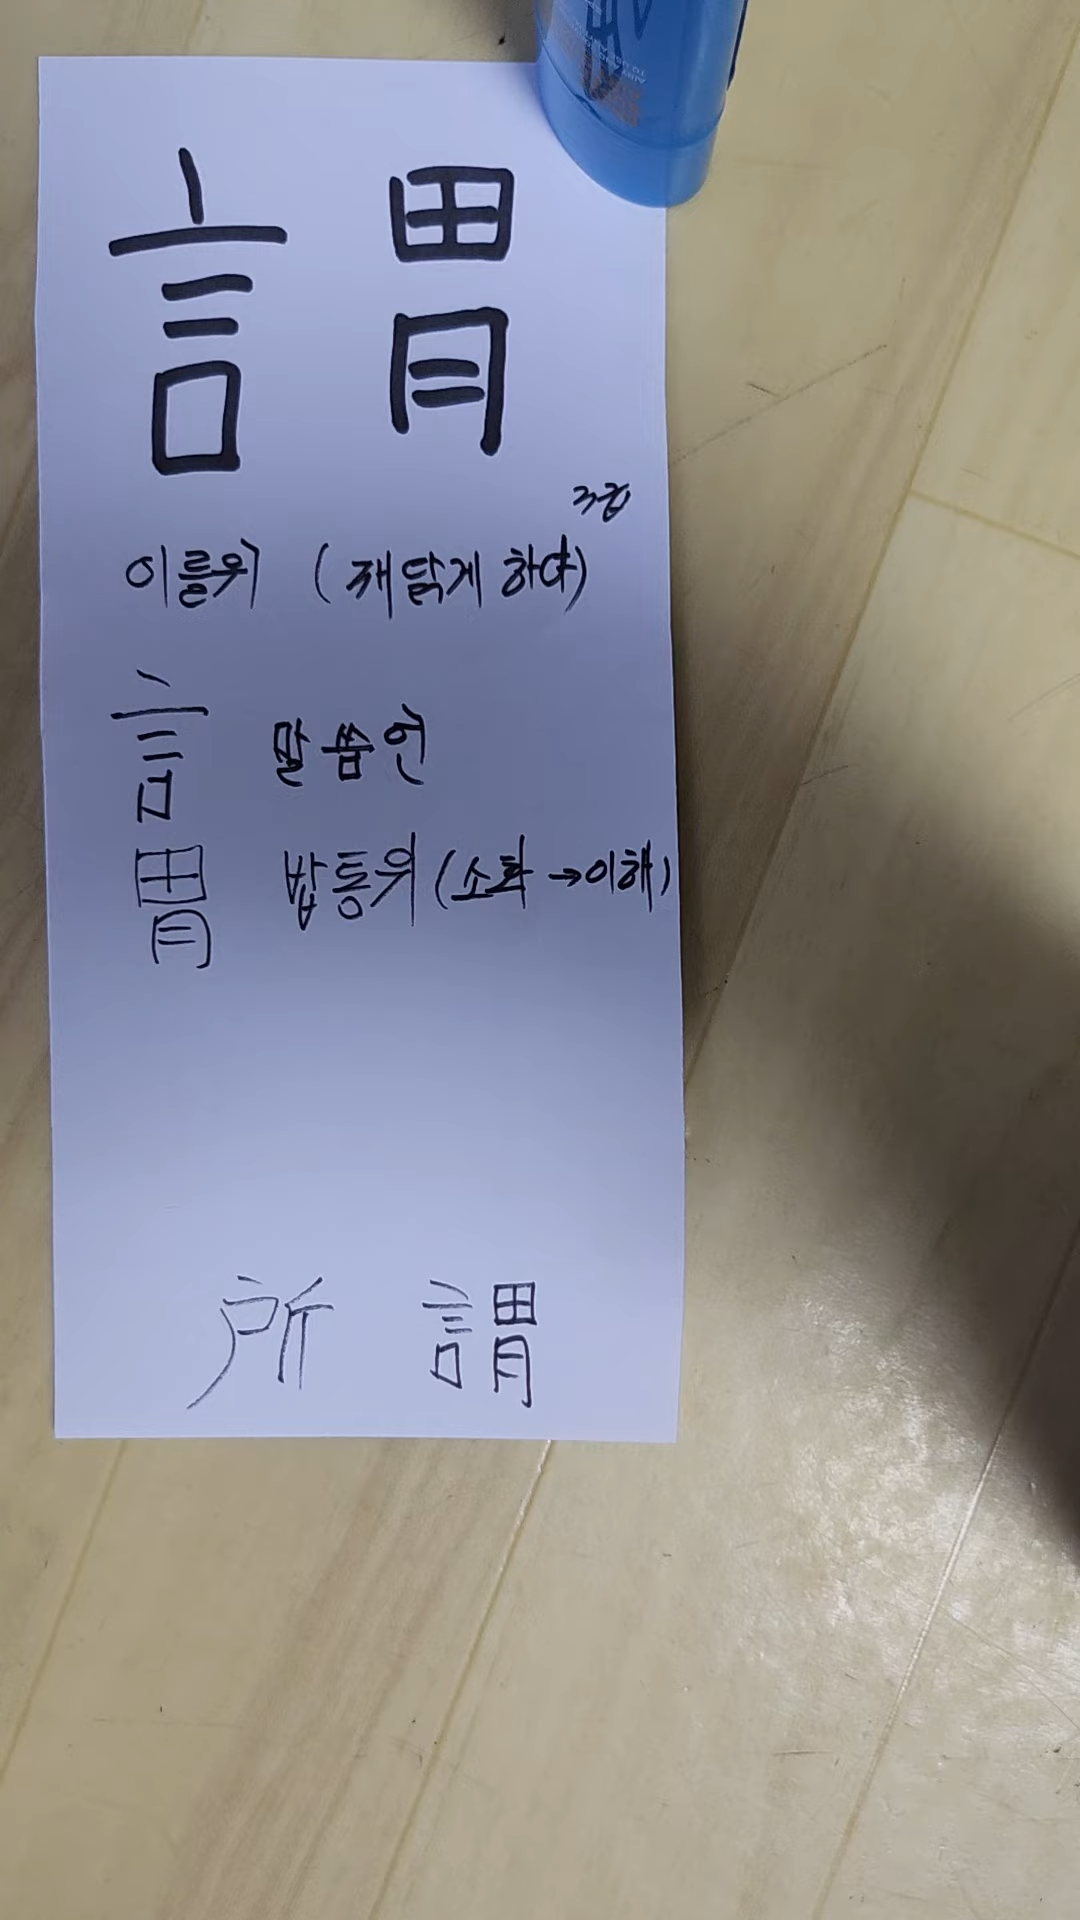 謂
3급
이를위 (깨닭게 하다)
言 말씀언
胃 밥통위 (소화 →이해)
所 謂